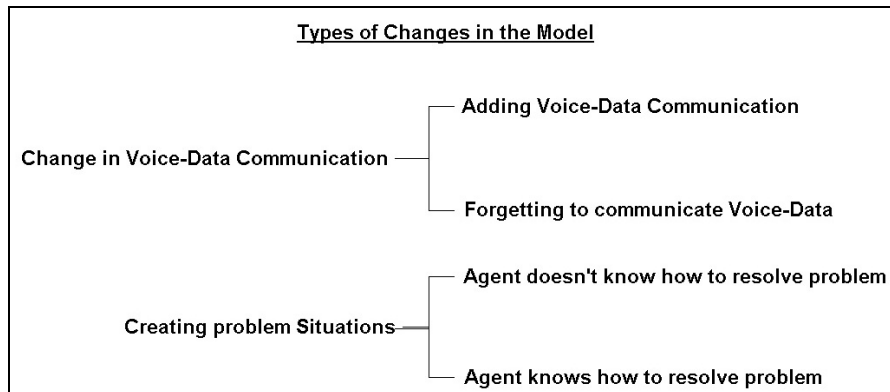 Types of Changes in the Model
Adding Voice-Data Communication
Change in Voice-Data Communication
Forgetting to communicate Voice-Data
Agent doesn't know how to resolve problem
Creating problem Situations
Agent knows how to resolve problem